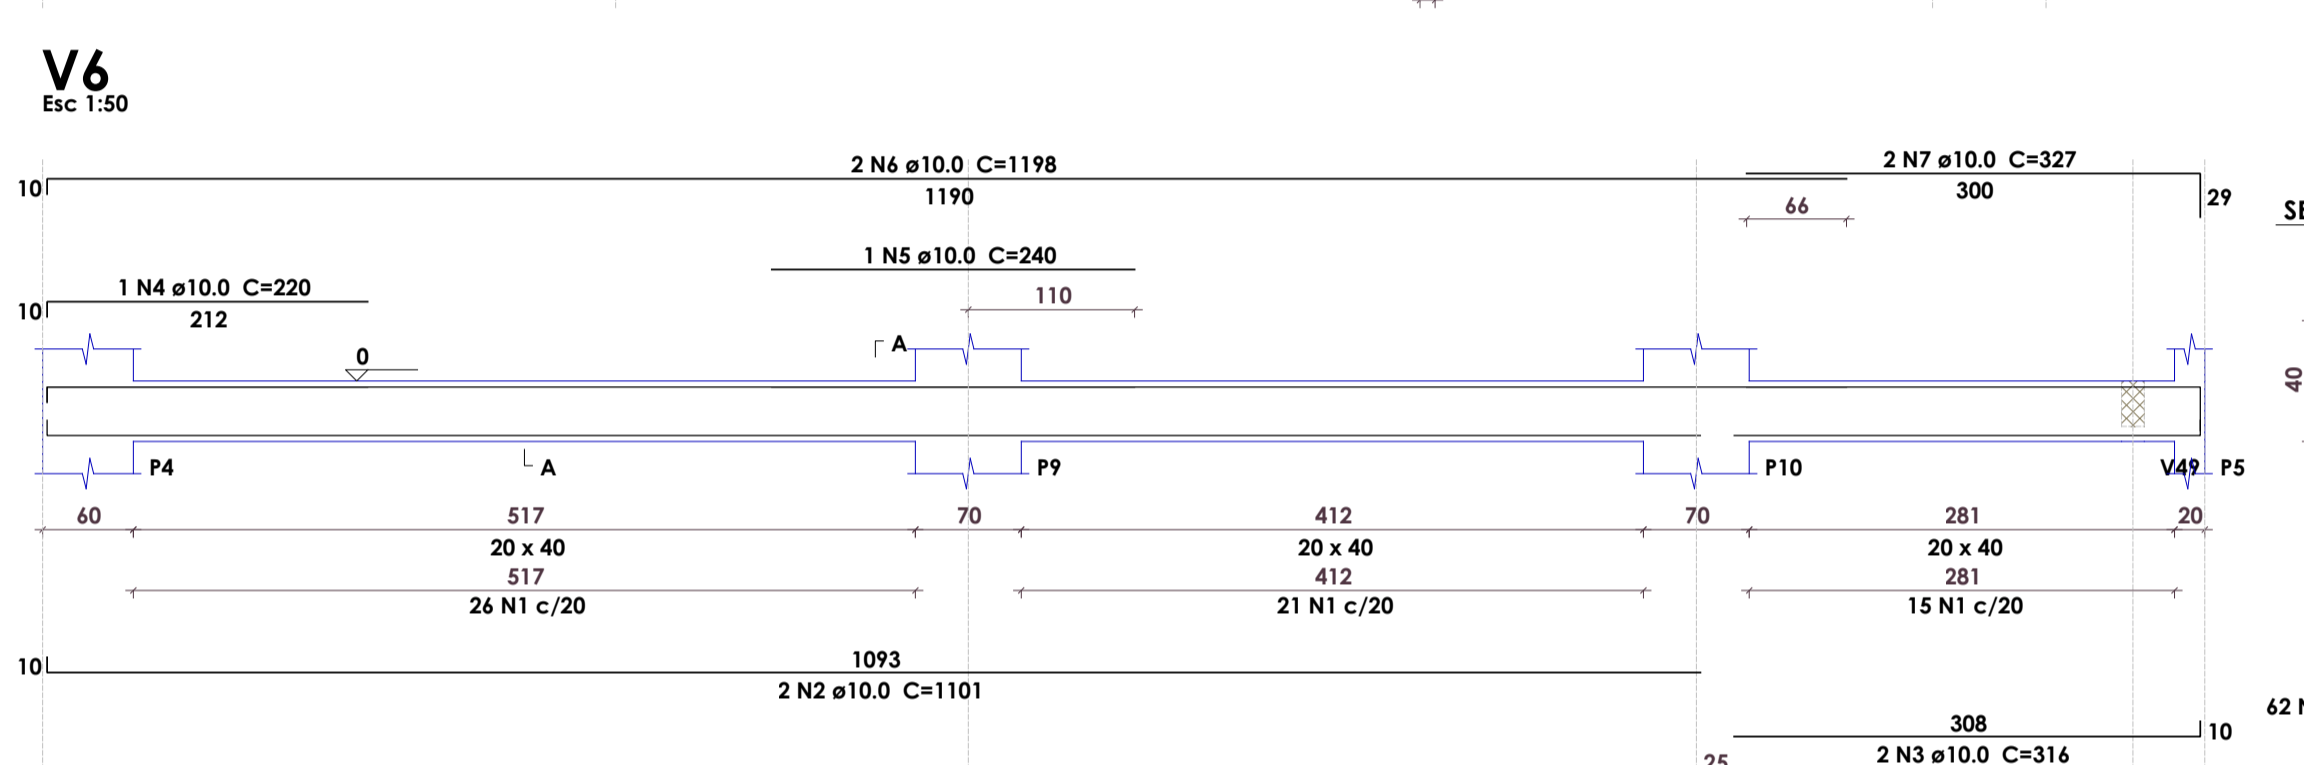 V6
Esc 1:50
2 N6 ø10.0 C=1198
2 N7 ø10.0 C=327
10
1190
300
29
66
1 N5 ø10.0 C=240
1 N4 ø10.0 C=220
110
10
212
A
0
40
A
P4
P9
P10
V49
P5
60
517
70
412
70
281
20
20 x 40
20 x 40
20 x 40
517
412
281
26 N1 c/20
21 N1 c/20
15 N1 c/20
10
1093
2 N2 ø10.0 C=1101
62
308
10
2 N3 ø10.0 C=316
25